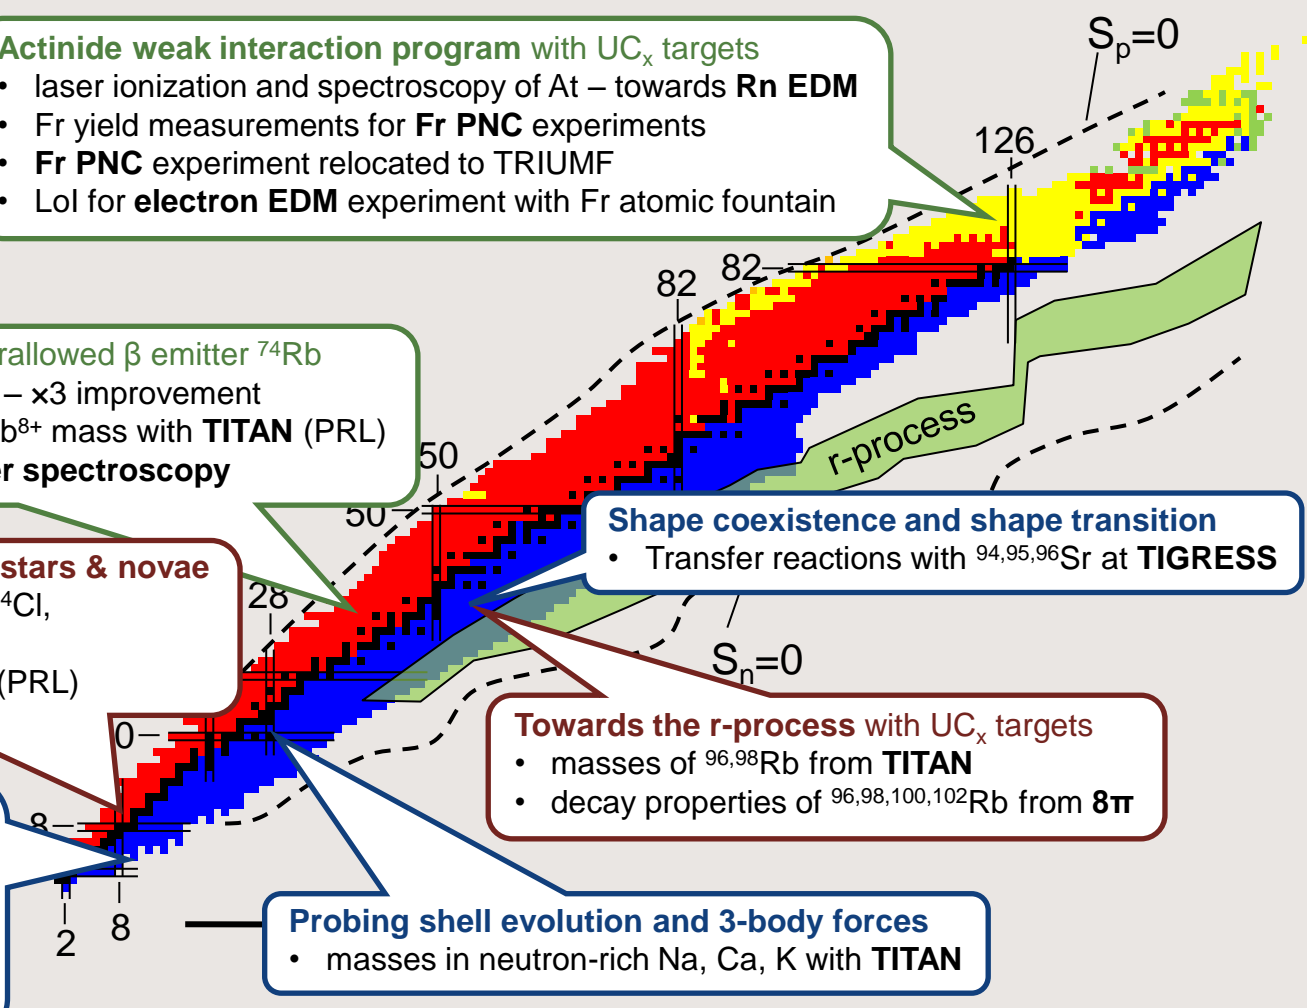 Actinide weak interaction program with UCₓ targets
• laser ionization and spectroscopy of At – towards Rn EDM
• Fr yield measurements for Fr PNC experiments
• Fr PNC experiment relocated to TRIUMF
• LoI for electron EDM experiment with Fr atomic fountain
Sₚ=0
126
82
82
rallowed β emitter ⁷⁴Rb
– ×3 improvement
b⁸⁺ mass with TITAN (PRL)
er spectroscopy
r-process
50
50
Shape coexistence and shape transition
• Transfer reactions with ⁹⁴,⁹⁵,⁹⁶Sr at TIGRESS
stars & novae
⁴Cl,
(PRL)
28
Sₙ=0
Towards the r-process with UCₓ targets
• masses of ⁹⁶,⁹⁸Rb from TITAN
• decay properties of ⁹⁶,⁹⁸,¹⁰⁰,¹⁰²Rb from 8π
0
8
2
8
Probing shell evolution and 3-body forces
• masses in neutron-rich Na, Ca, K with TITAN